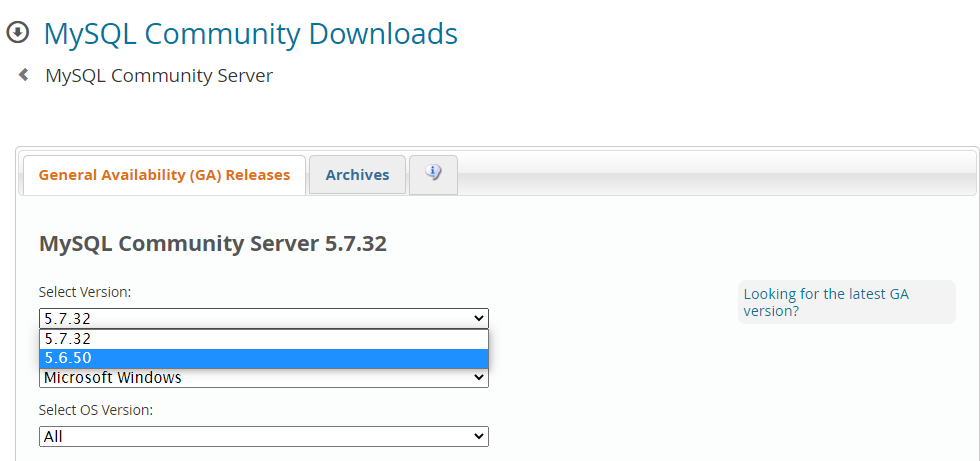 MySQL Community Downloads
MySQL Community Server
General Availability (GA) Releases
Archives
MySQL Community Server 5.7.32
Select Version:
5.7.32
5.7.32
5.6.50
Microsoft Windows
Select OS Version:
All
Looking for the latest GA
version?